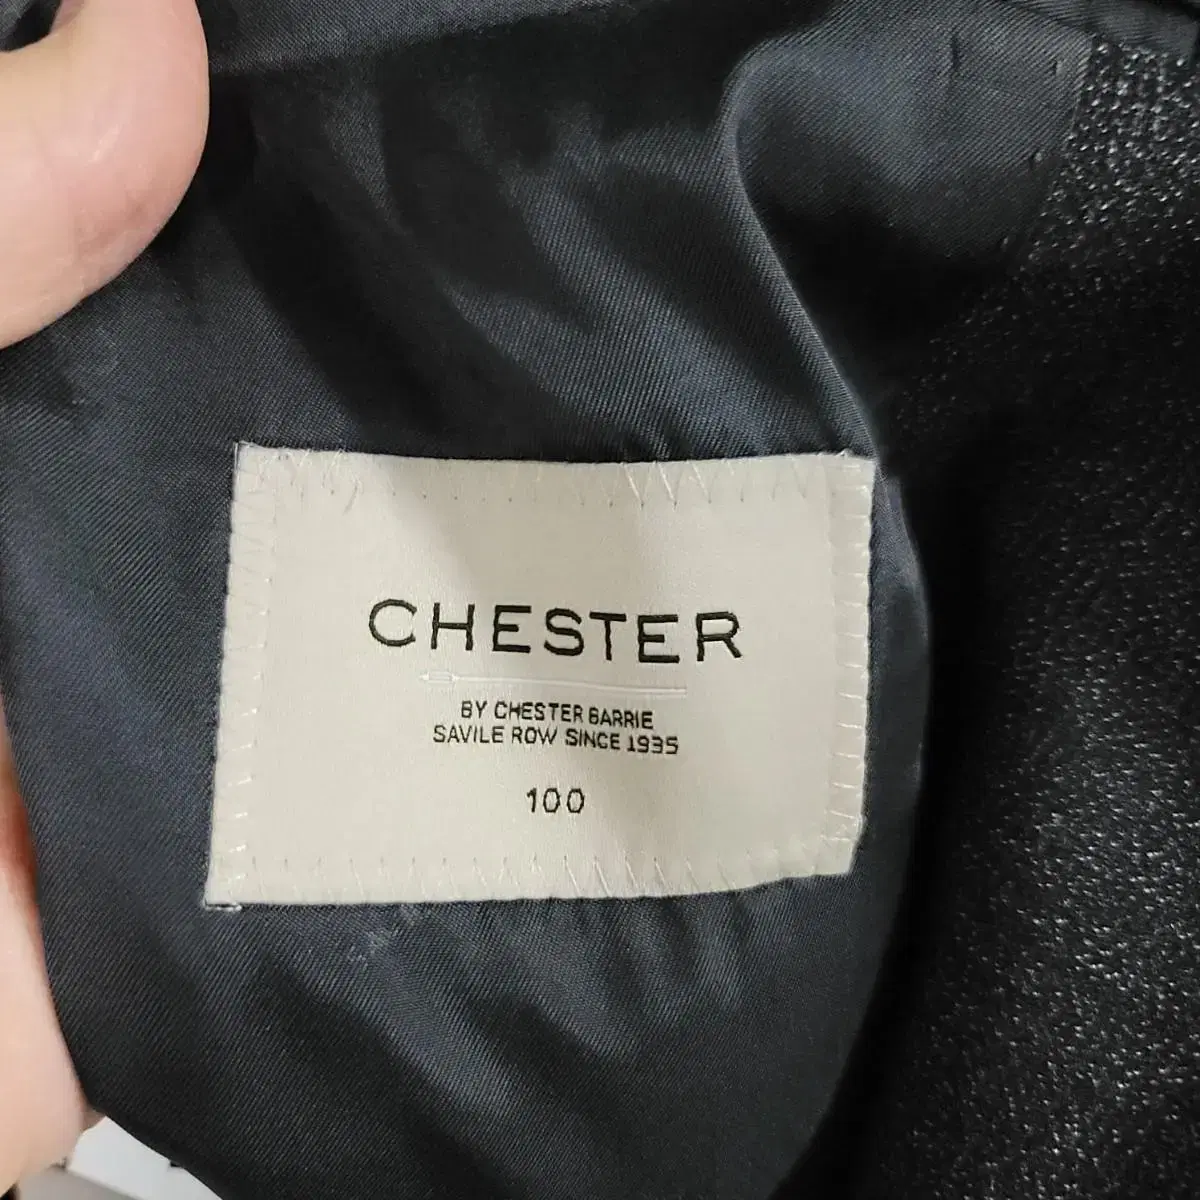 CHESTER
BY CHESTER BARRIE
SAVILE ROW SINCE 1935
100